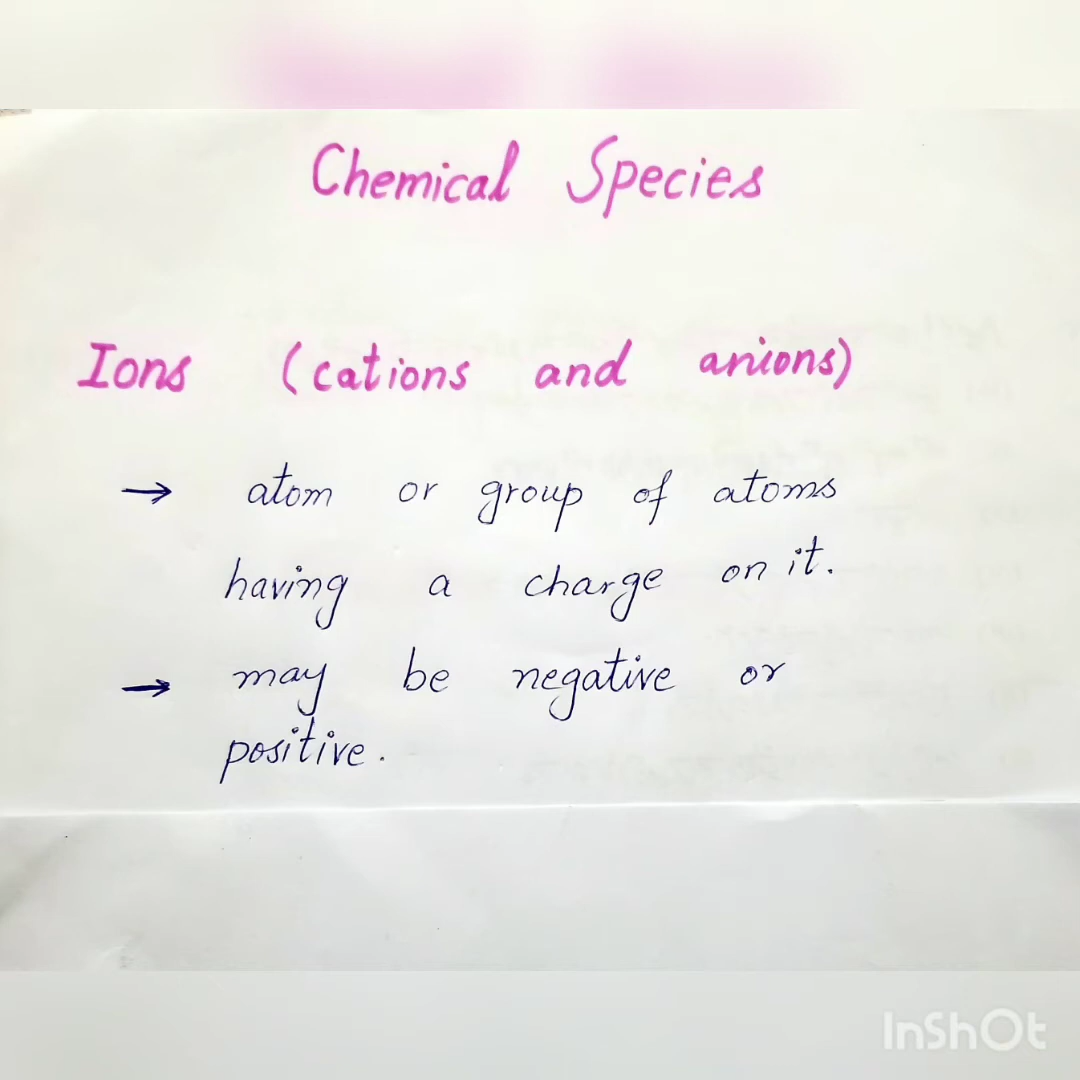 Chemical Species
Ions (cations and anions)
→ atom or group of atoms
having a charge on it.
→ may be negative or
positive.
InShOt